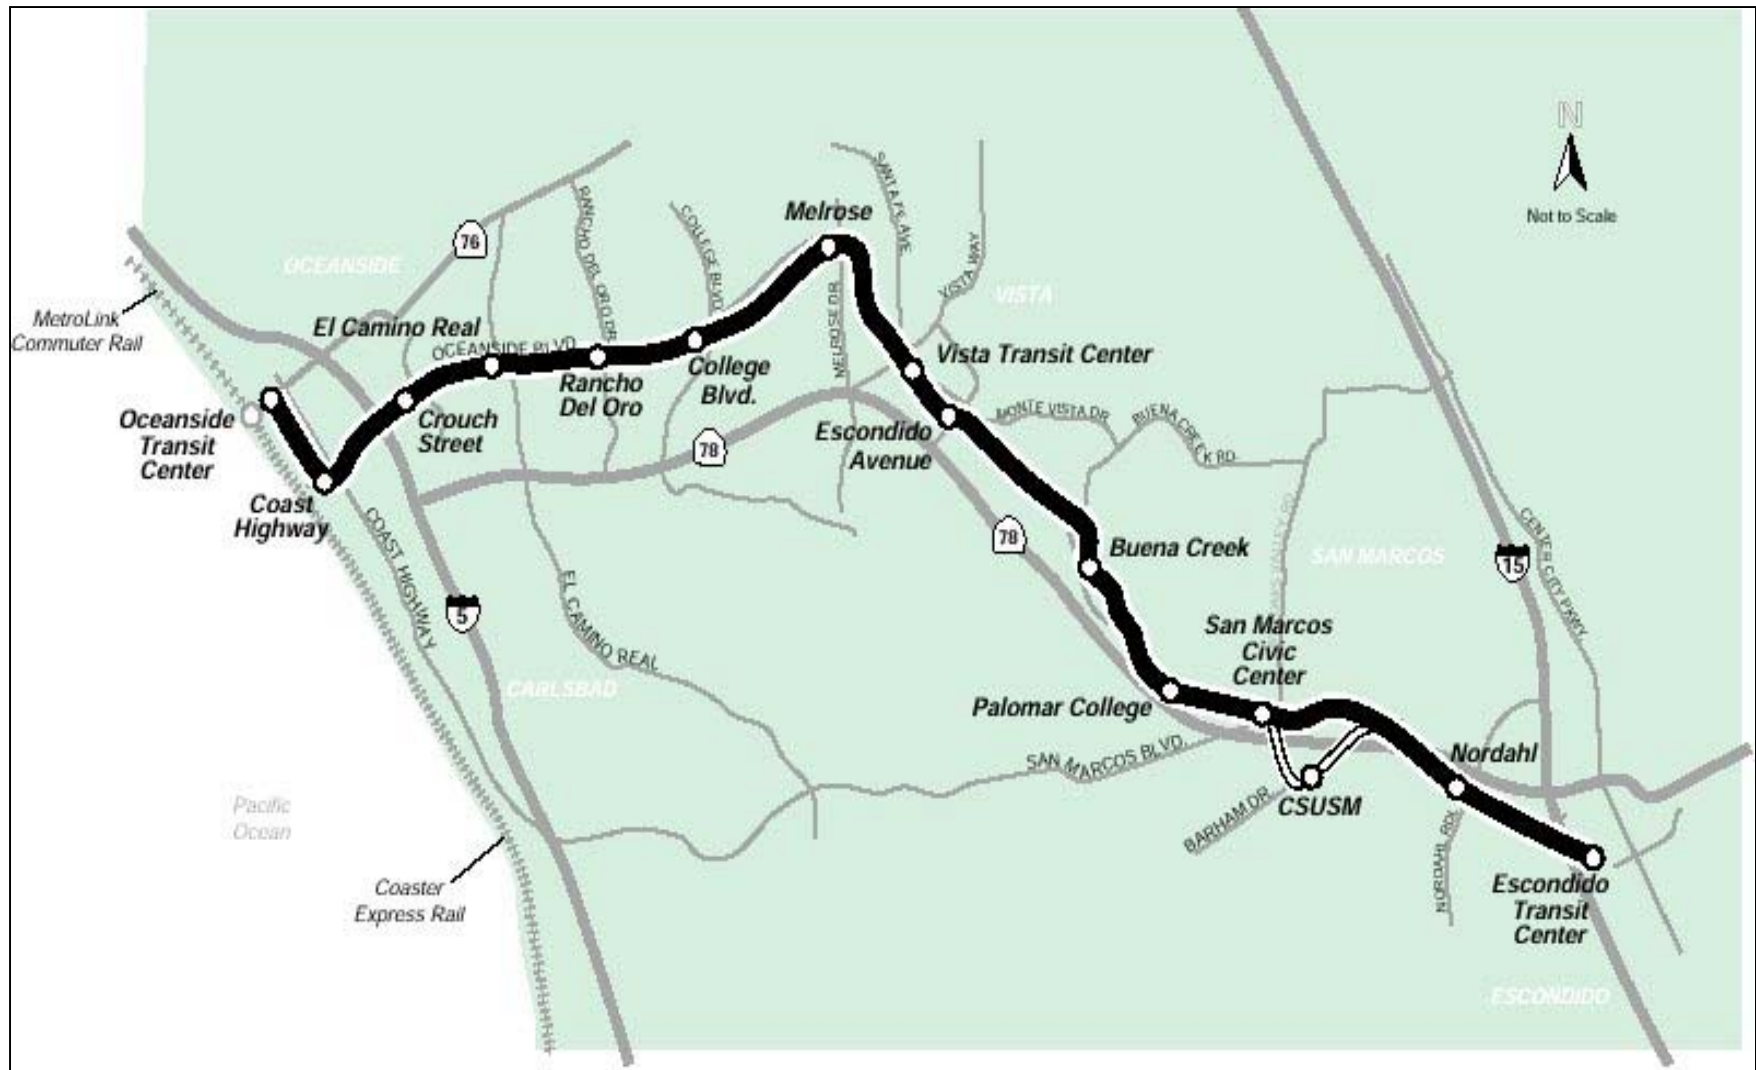 N
Not to Scale
SANTA FE AVE.
Melrose
RANCHO DEL ORO DR.
COLLEGE BLVD.
76
OCEANSIDE
VISTA WAY
VISTA
MetroLink
Commuter Rail
El Camino Real
OCEANSIDE BLVD.
MELROSE DR.
Vista Transit Center
College
Blvd.
Rancho
Del Oro
Oceanside
Transit
Center
Crouch
Street
MONTE VISTA DR.
BUENA CREEK RD.
Escondido
Avenue
78
Coast
Highway
COAST HIGHWAY
78
Buena Creek
SAN MARCOS
15
CENTER CITY PKWY.
5
EL CAMINO REAL
San Marcos
Civic
Center
CARLSBAD
Palomar College
SAN MARCOS BLVD.
Nordahl
Pacific
Ocean
BARHAM DR.
CSUSM
NORDAHL RD.
Coaster
Express Rail
Escondido
Transit
Center
ESCONDIDO